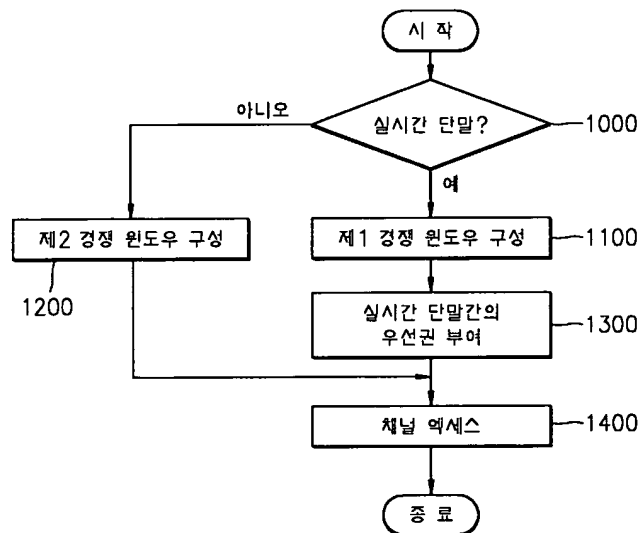 시 작
실시간 단말?
1000
아니오
예
제2 경쟁 윈도우 구성
1200
제1 경쟁 윈도우 구성
1100
실시간 단말간의
우선권 부여
1300
채널 엑세스
1400
종 료